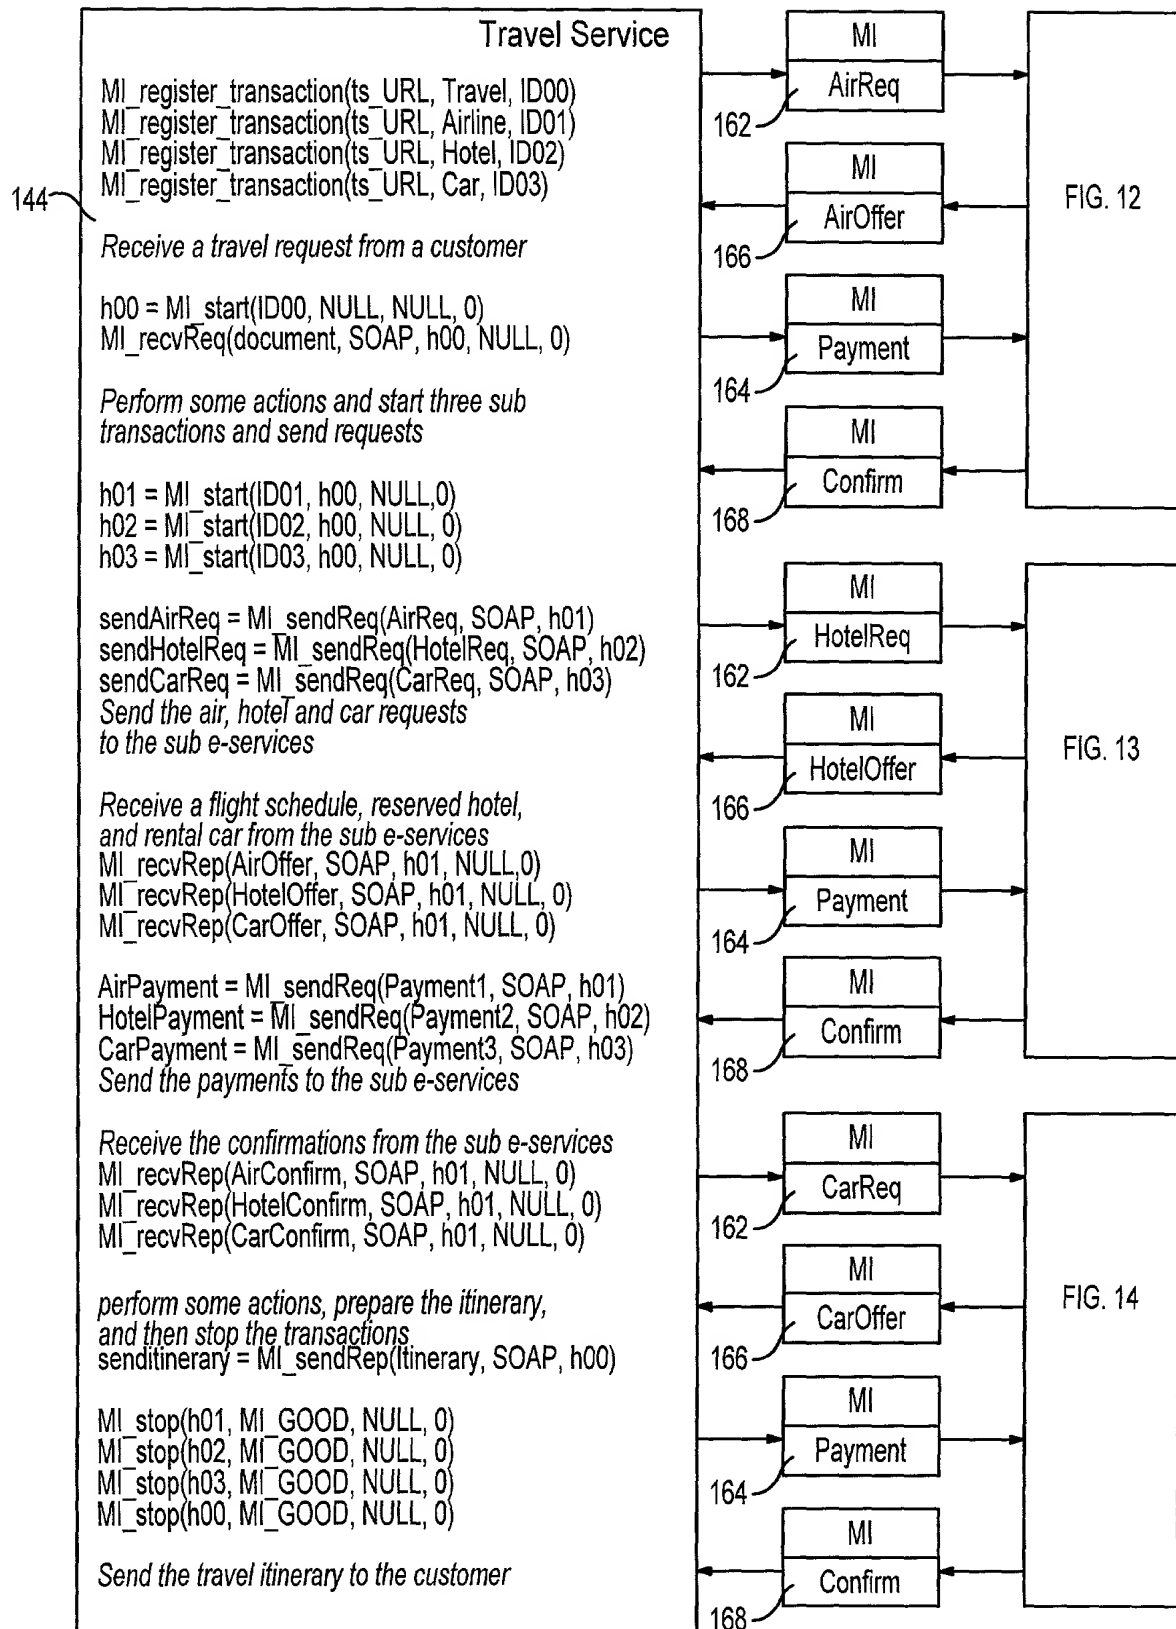 Travel Service
MI_register_transaction(ts_URL, Travel, ID00)
MI_register_transaction(ts_URL, Airline, ID01)
MI_register_transaction(ts_URL, Hotel, ID02)
MI_register_transaction(ts_URL, Car, ID03)
144
Receive a travel request from a customer
h00 = MI_start(ID00, NULL, NULL, 0)
MI_recvReq(document, SOAP, h00, NULL, 0)
Perform some actions and start three sub
transactions and send requests
h01 = MI_start(ID01, h00, NULL,0)
h02 = MI_start(ID02, h00, NULL, 0)
h03 = MI_start(ID03, h00, NULL, 0)
sendAirReq = MI_sendReq(AirReq, SOAP, h01)
sendHotelReq = MI_sendReq(HotelReq, SOAP, h02)
sendCarReq = MI_sendReq(CarReq, SOAP, h03)
Send the air, hotel and car requests
to the sub e-services
Receive a flight schedule, reserved hotel,
and rental car from the sub e-services
MI_recvRep(AirOffer, SOAP, h01, NULL,0)
MI_recvRep(HotelOffer, SOAP, h01, NULL, 0)
MI_recvRep(CarOffer, SOAP, h01, NULL, 0)
AirPayment = MI_sendReq(Payment1, SOAP, h01)
HotelPayment = MI_sendReq(Payment2, SOAP, h02)
CarPayment = MI_sendReq(Payment3, SOAP, h03)
Send the payments to the sub e-services
Receive the confirmations from the sub e-services
MI_recvRep(AirConfirm, SOAP, h01, NULL, 0)
MI_recvRep(HotelConfirm, SOAP, h01, NULL, 0)
MI_recvRep(CarConfirm, SOAP, h01, NULL, 0)
perform some actions, prepare the itinerary,
and then stop the transactions
senditinerary = MI_sendRep(Itinerary, SOAP, h00)
MI_stop(h01, MI_GOOD, NULL, 0)
MI_stop(h02, MI_GOOD, NULL, 0)
MI_stop(h03, MI_GOOD, NULL, 0)
MI_stop(h00, MI_GOOD, NULL, 0)
Send the travel itinerary to the customer
MI
AirReq
162
MI
AirOffer
166
MI
Payment
164
MI
Confirm
168
FIG. 12
MI
HotelReq
162
MI
HotelOffer
166
MI
Payment
164
MI
Confirm
168
FIG. 13
MI
CarReq
162
MI
CarOffer
166
MI
Payment
164
MI
Confirm
168
FIG. 14